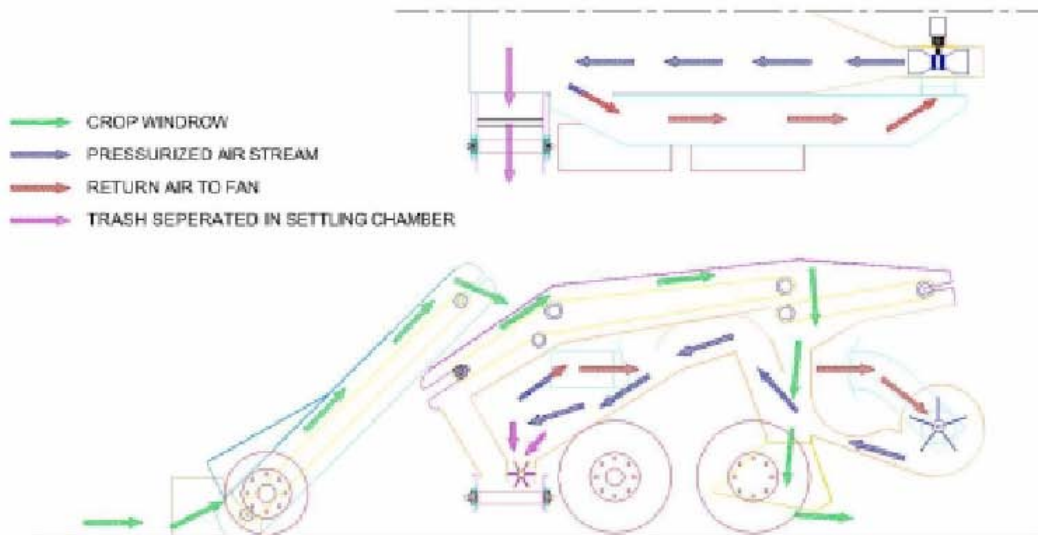 CROP WINDROW
PRESSURIZED AIR STREAM
RETURN AIR TO FAN
TRASH SEPERATED IN SETTLING CHAMBER